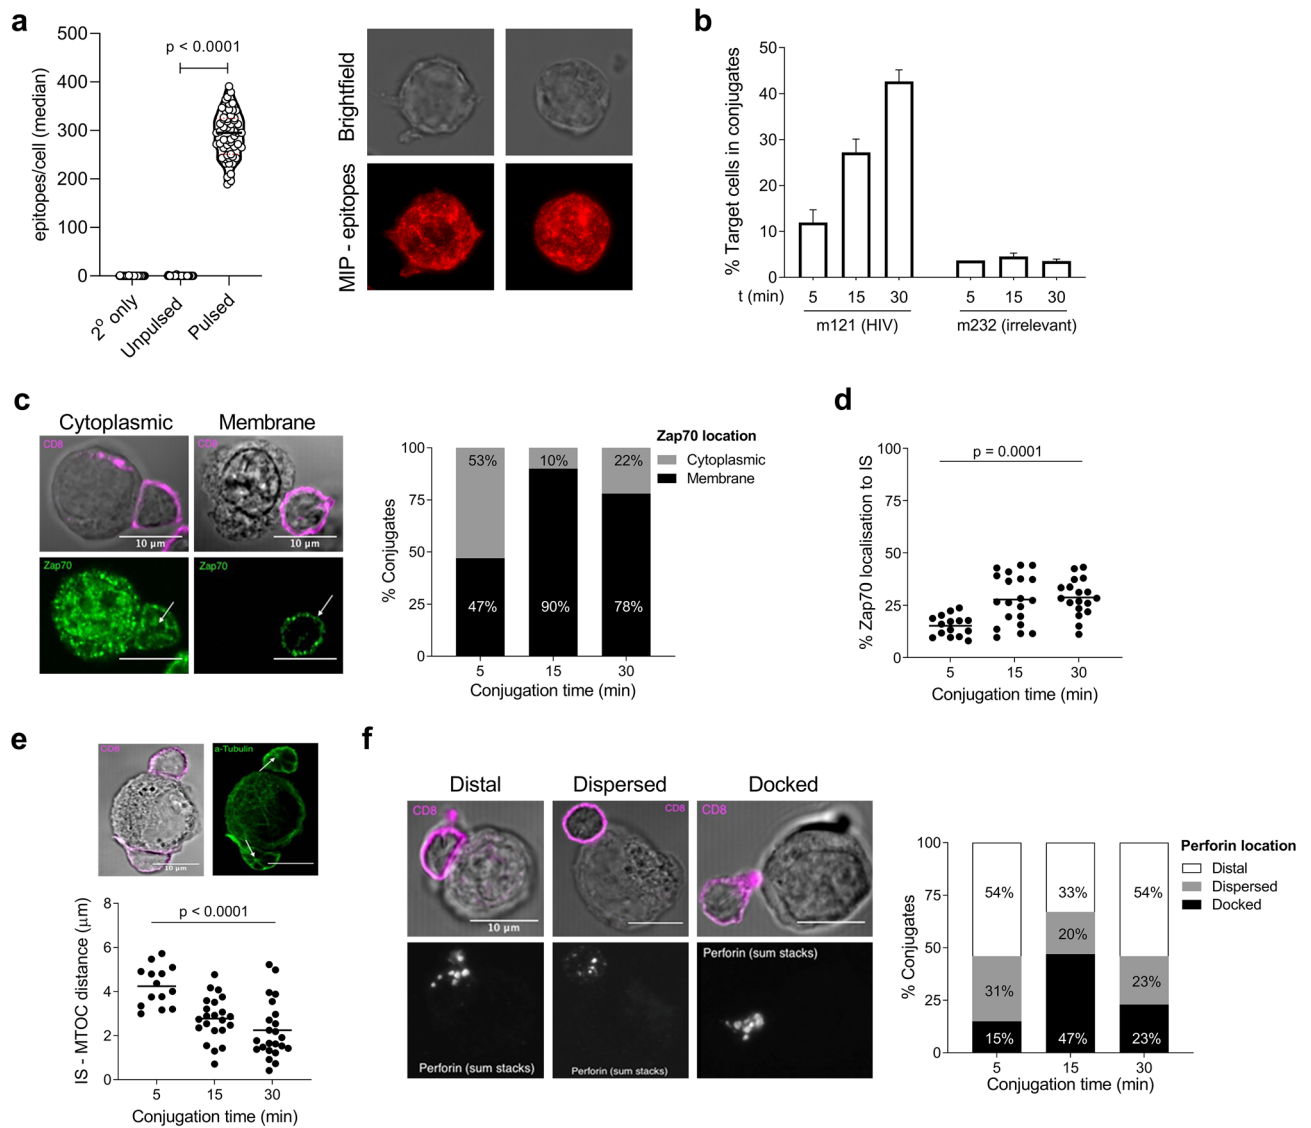 a
500
400
300
200
100
0
epitopes/cell (median)
p < 0.0001
2° only
Unpulsed
Pulsed
Brightfield
MIP - epitopes
b
50
40
30
20
10
0
% Target cells in conjugates
t (min) 5 15 30 5 15 30
m121 (HIV) m232 (irrelevant)
c
Cytoplasmic Membrane
CD8 CD8
10 µm 10 µm
Zap70 Zap70
100
75
50
25
0
% Conjugates
53% 10% 22%
47% 90% 78%
5 15 30
Conjugation time (min)
Zap70 location
Cytoplasmic
Membrane
d
100
75
50
25
0
% Zap70 localisation to IS
p = 0.0001
5 15 30
Conjugation time (min)
e
CD8 a-Tubulin
10 µm
8
6
4
2
0
IS - MTOC distance (µm)
p < 0.0001
5 15 30
Conjugation time (min)
f
Distal Dispersed Docked
CD8 CD8 CD8
10 µm
Perforin (sum stacks)
Perforin (sum stacks)
Perforin (sum stacks)
100
75
50
25
0
% Conjugates
54% 33% 54%
31% 20% 23%
15% 47% 23%
5 15 30
Conjugation time (min)
Perforin location
Distal
Dispersed
Docked